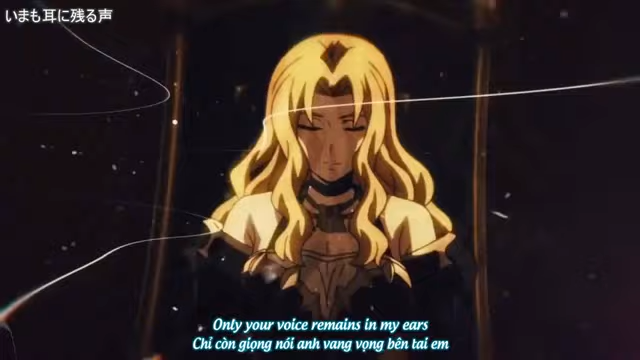 いまも耳に残る声
Only your voice remains in my ears
Chỉ còn giọng nói anh vang vọng bên tai em